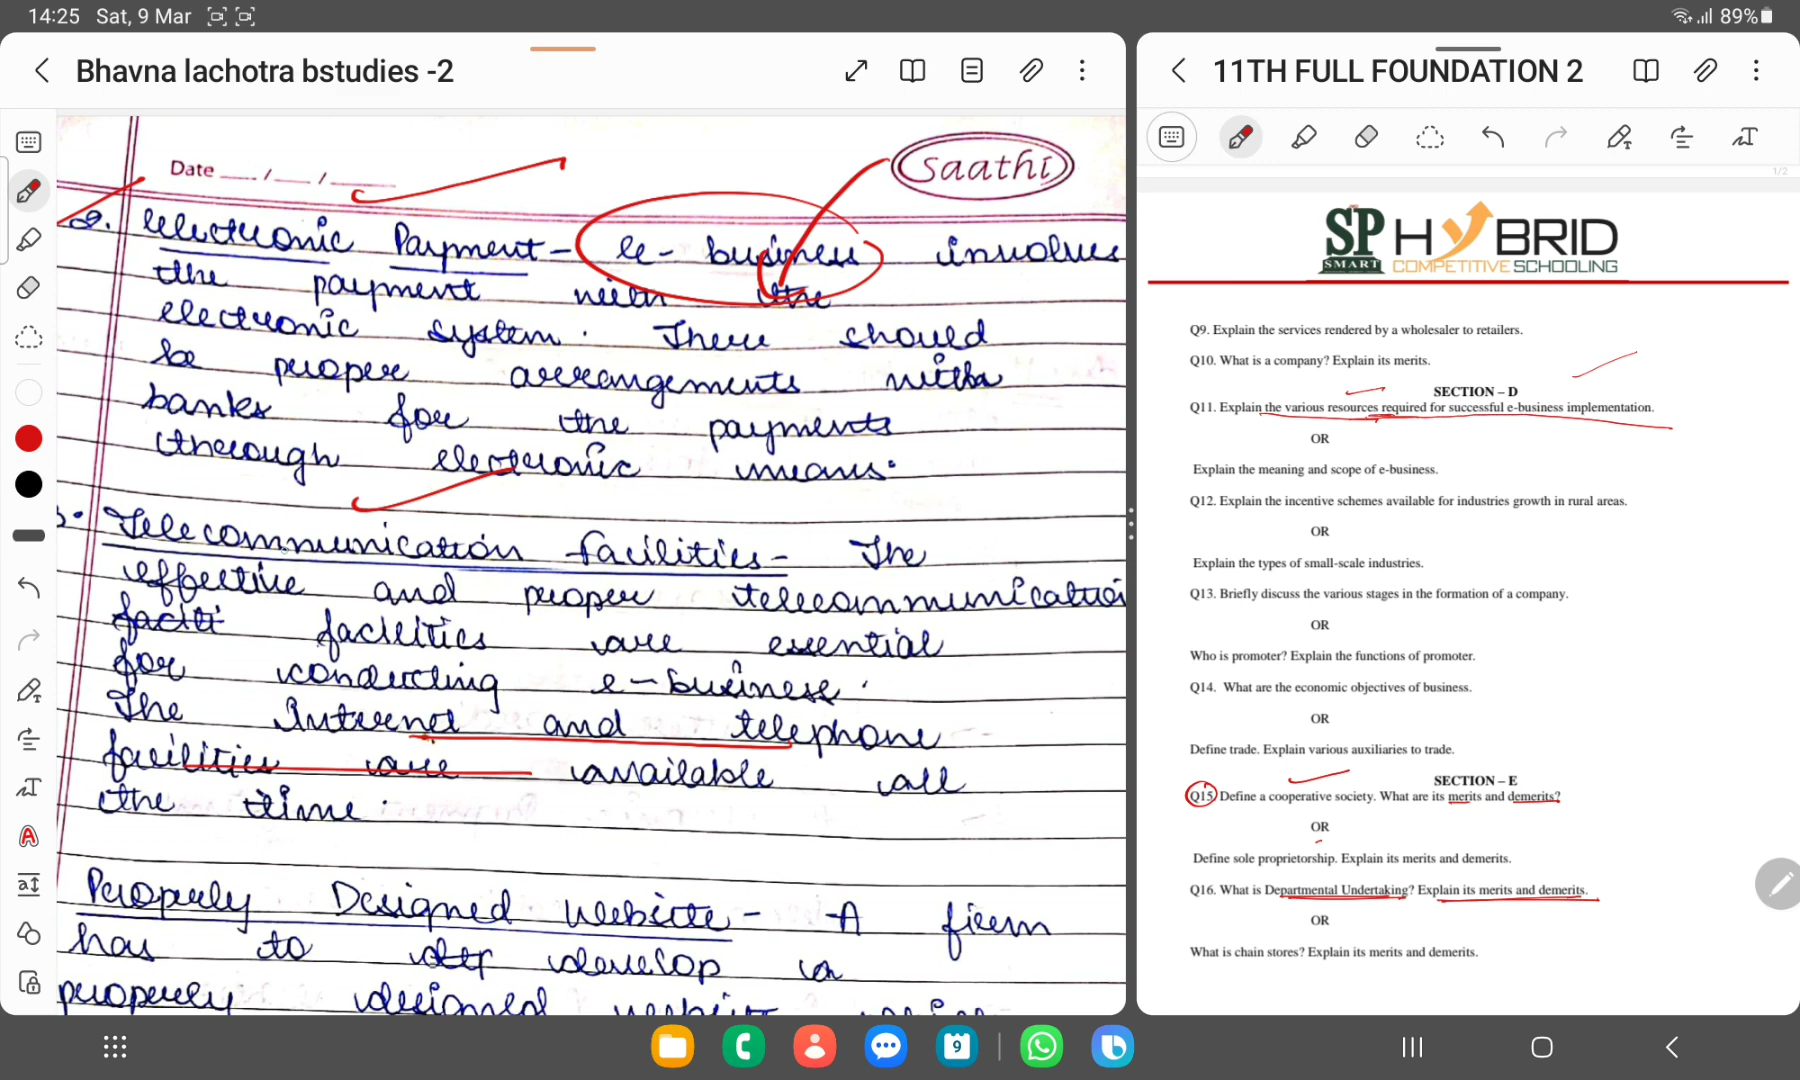 14:25 Sat, 9 Mar
89%
Bhavna lachotra bstudies -2
Date ___ / ___ / ______
Saathi
2. Electronic Payment - e-business involves
the payment with the
electronic system. There should
be proper arrangements with
banks for the payments
through electronic means.
3. Telecommunication facilities - The
effective and proper telecommunication
faciti facilities are essential
for conducting e-business.
The Internet and telephone
facilities are available all
the time.
Properly Designed Website - A firm
has to develop a
properly designed website
11TH FULL FOUNDATION 2
1/2
SP HYBRID
SMART COMPETITIVE SCHOOLING
Q9. Explain the services rendered by a wholesaler to retailers.
Q10. What is a company? Explain its merits.
SECTION – D
Q11. Explain the various resources required for successful e-business implementation.
OR
Explain the meaning and scope of e-business.
Q12. Explain the incentive schemes available for industries growth in rural areas.
OR
Explain the types of small-scale industries.
Q13. Briefly discuss the various stages in the formation of a company.
OR
Who is promoter? Explain the functions of promoter.
Q14. What are the economic objectives of business.
OR
Define trade. Explain various auxiliaries to trade.
SECTION – E
Q15. Define a cooperative society. What are its merits and demerits?
OR
Define sole proprietorship. Explain its merits and demerits.
Q16. What is Departmental Undertaking? Explain its merits and demerits.
OR
What is chain stores? Explain its merits and demerits.
9